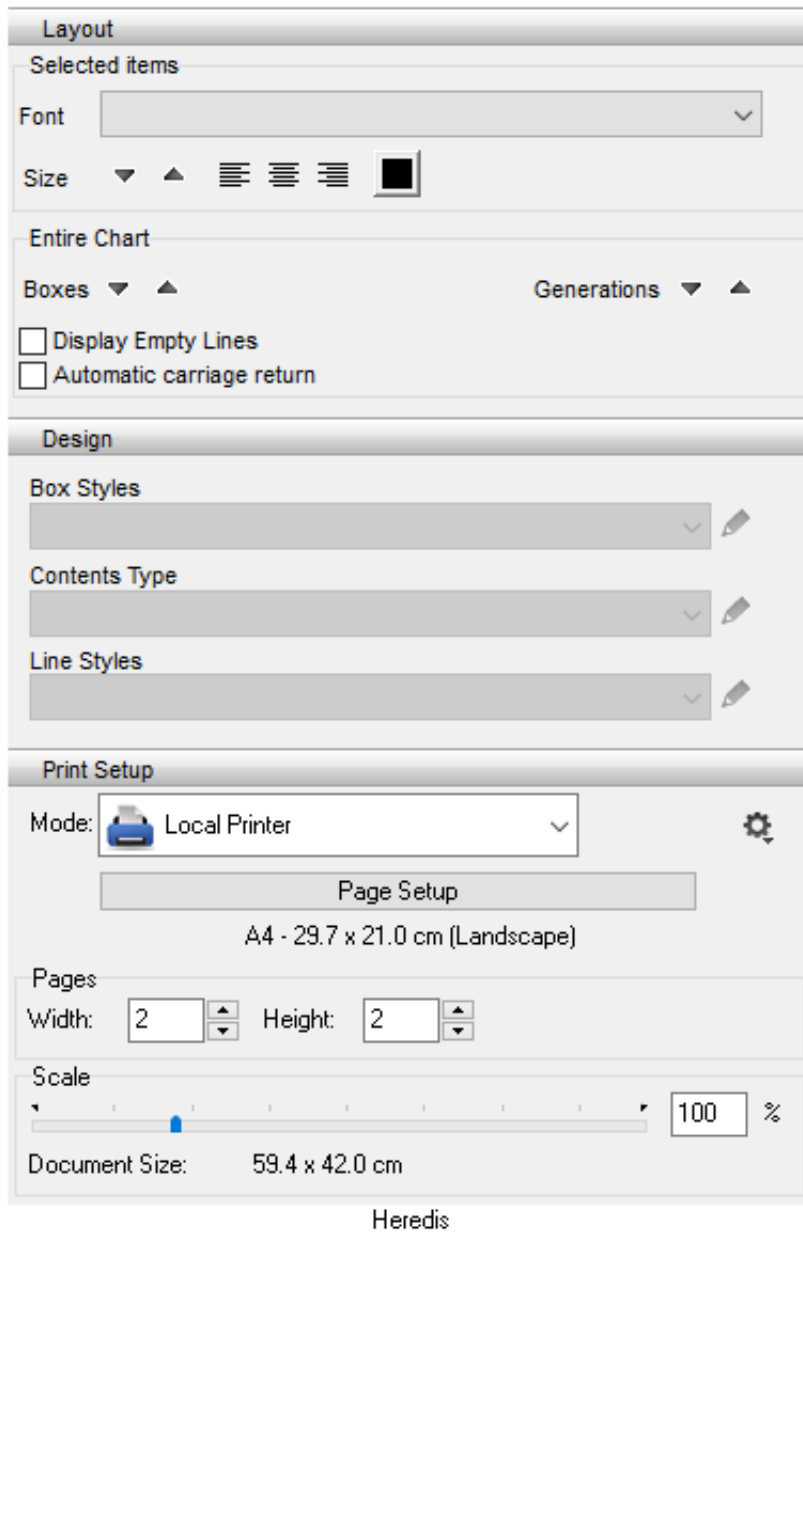 Layout
Selected items
Font
Size
Entire Chart
Boxes Generations
Display Empty Lines
Automatic carriage return
Design
Box Styles
Contents Type
Line Styles
Print Setup
Mode: Local Printer
Page Setup
A4 - 29.7 x 21.0 cm (Landscape)
Pages
Width: 2 Height: 2
Scale
100 %
Document Size: 59.4 x 42.0 cm
Heredis